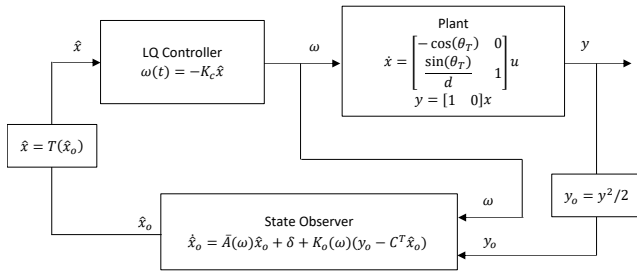 x̂
LQ Controller
ω(t) = −K_c x̂
ω
Plant
ẋ = [−cos(θ_T) 0; sin(θ_T)/d 1] u
y = [1 0]x
y
x̂ = T(x̂_o)
y_o = y²/2
x̂_o
State Observer
x̂̇_o = Ā(ω)x̂_o + δ + K_o(ω)(y_o − C^T x̂_o)
ω
y_o